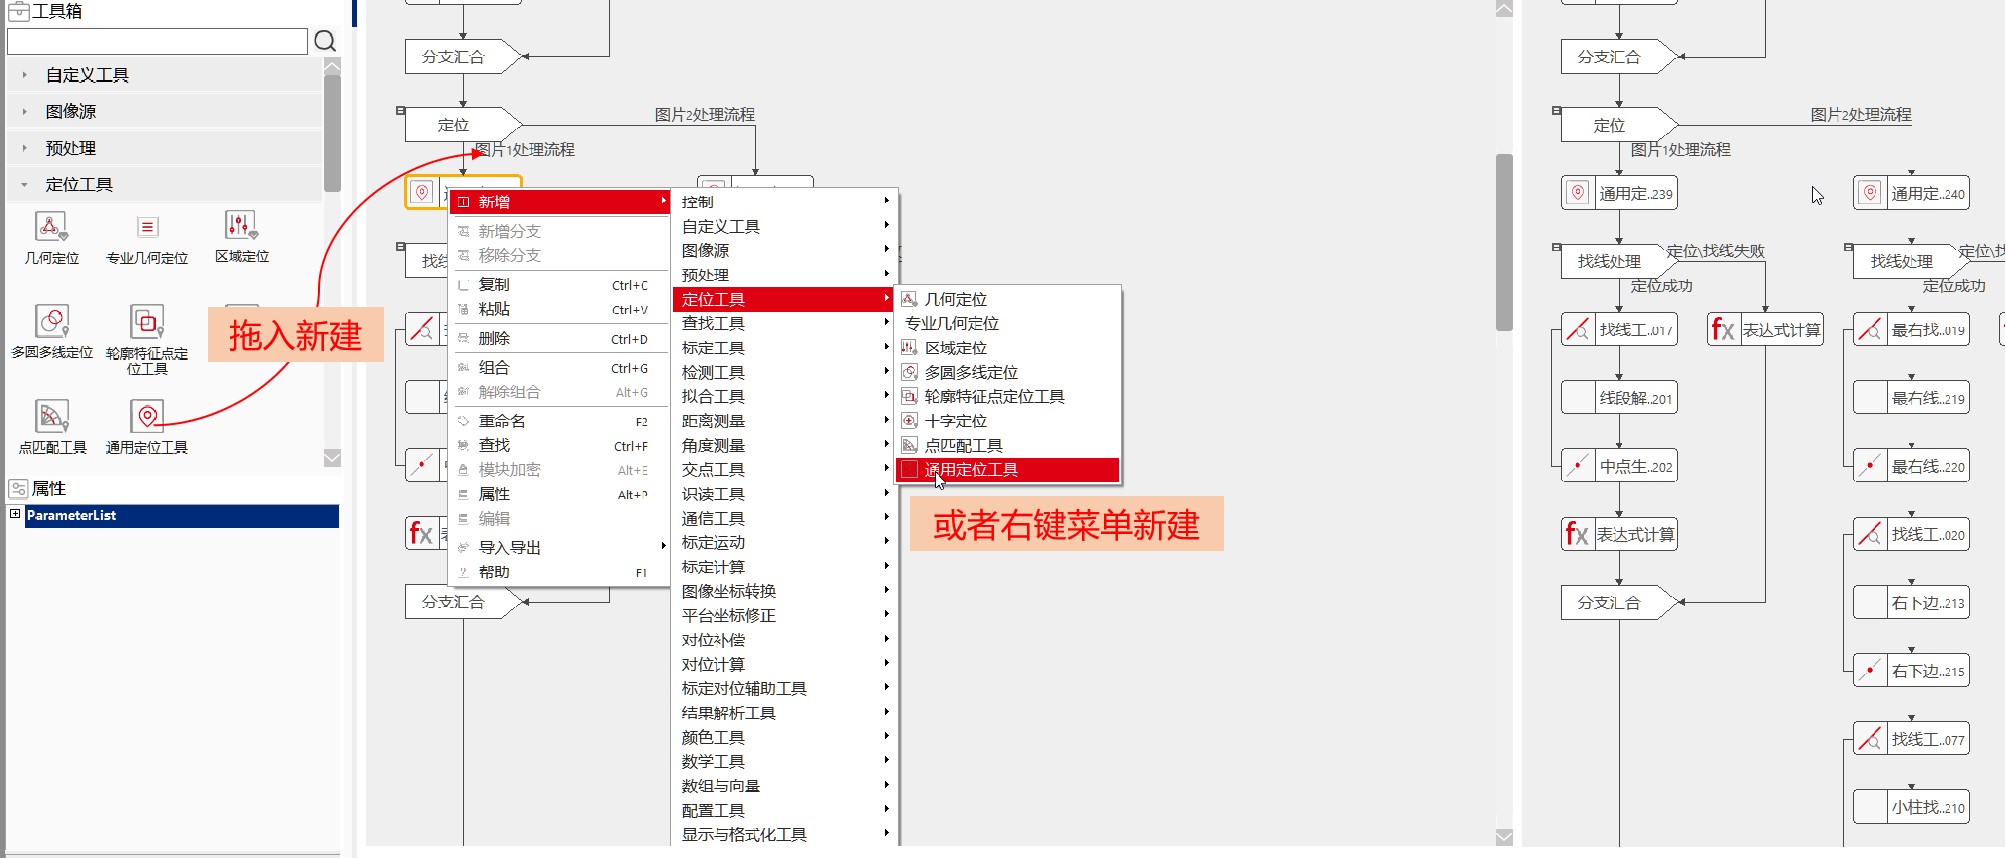 工具箱
自定义工具
图像源
预处理
定位工具
几何定位
专业几何定位
区域定位
多圆多线定位
轮廓特征点定
位工具
点匹配工具
通用定位工具
拖入新建
属性
ParameterList
分支汇合
定位
图片2处理流程
图片1处理流程
找线
分支汇合
新增
新增分支
移除分支
复制 Ctrl+C
粘贴 Ctrl+V
删除 Ctrl+D
组合 Ctrl+G
解除组合 Alt+G
重命名 F2
查找 Ctrl+F
模块加密 Alt+E
属性 Alt+P
编辑
导入导出
帮助 F1
控制
自定义工具
图像源
预处理
定位工具
查找工具
标定工具
检测工具
拟合工具
距离测量
角度测量
交点工具
识读工具
通信工具
标定运动
标定计算
图像坐标转换
平台坐标修正
对位补偿
对位计算
标定对位辅助工具
结果解析工具
颜色工具
数学工具
数组与向量
配置工具
显示与格式化工具
几何定位
专业几何定位
区域定位
多圆多线定位
轮廓特征点定位工具
十字定位
点匹配工具
通用定位工具
或者右键菜单新建
分支汇合
定位
图片2处理流程
图片1处理流程
通用定..239
通用定..240
找线处理
定位\找线失败
定位成功
找线处理
定位\找
定位成功
找线工..017
fx 表达式计算
最右找..019
线段解..201
最右线..219
中点生..202
最右线..220
fx 表达式计算
找线工..020
分支汇合
右下边..213
右下边..215
找线工..077
小柱找..210